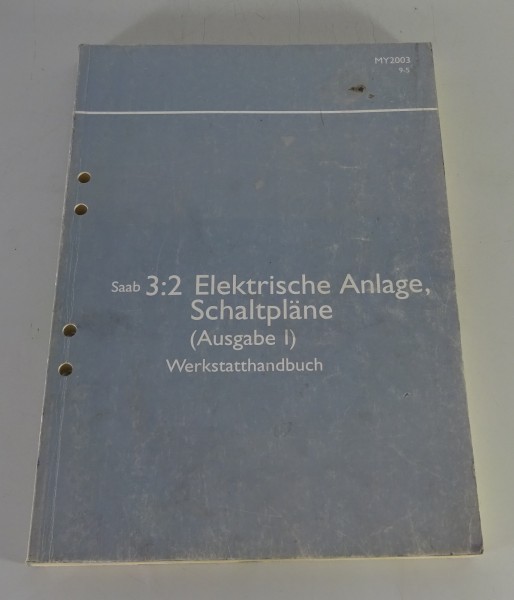 MY2003
9-5
Saab 3:2 Elektrische Anlage,
Schaltpläne
(Ausgabe 1)
Werkstatthandbuch